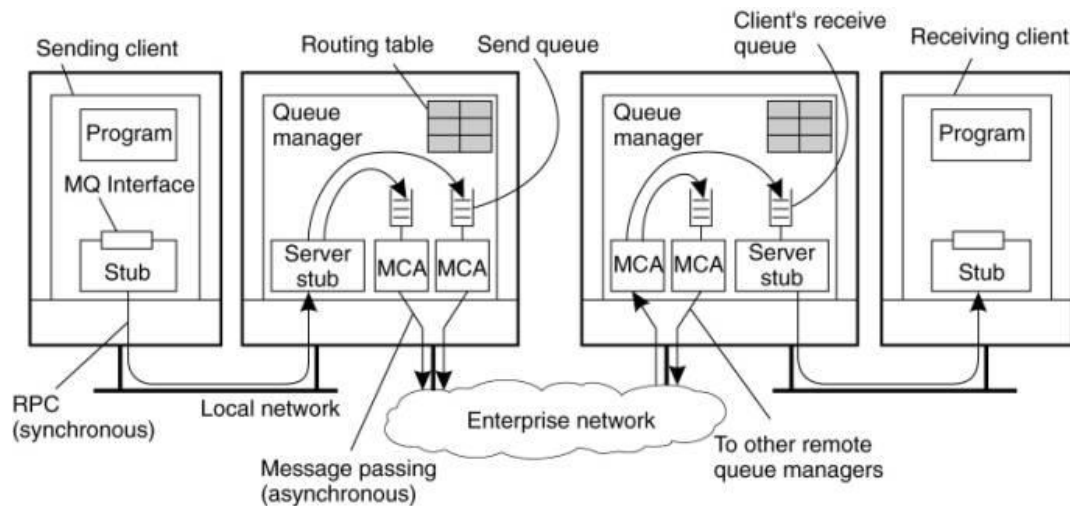 Sending client
Routing table
Send queue
Client's receive
queue
Receiving client
Program
MQ Interface
Stub
Queue
manager
Server
stub
MCA
MCA
Queue
manager
MCA
MCA
Server
stub
Program
Stub
RPC
(synchronous)
Local network
Message passing
(asynchronous)
Enterprise network
To other remote
queue managers